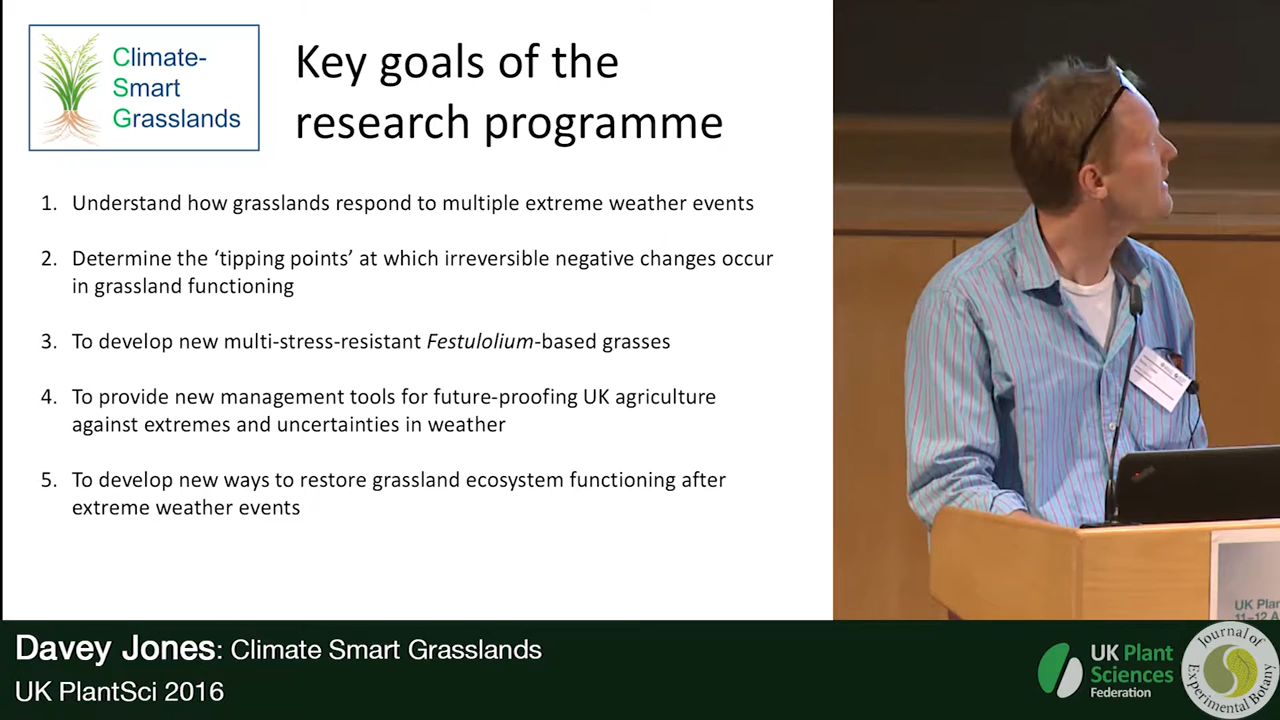 Climate-
Smart
Grasslands
Key goals of the
research programme
1. Understand how grasslands respond to multiple extreme weather events
2. Determine the ‘tipping points’ at which irreversible negative changes occur
in grassland functioning
3. To develop new multi-stress-resistant Festulolium-based grasses
4. To provide new management tools for future-proofing UK agriculture
against extremes and uncertainties in weather
5. To develop new ways to restore grassland ecosystem functioning after
extreme weather events
UK Plan
11-12 A
Davey Jones: Climate Smart Grasslands
UK PlantSci 2016
UK Plant
Sciences
Federation
Journal of
Experimental Botany